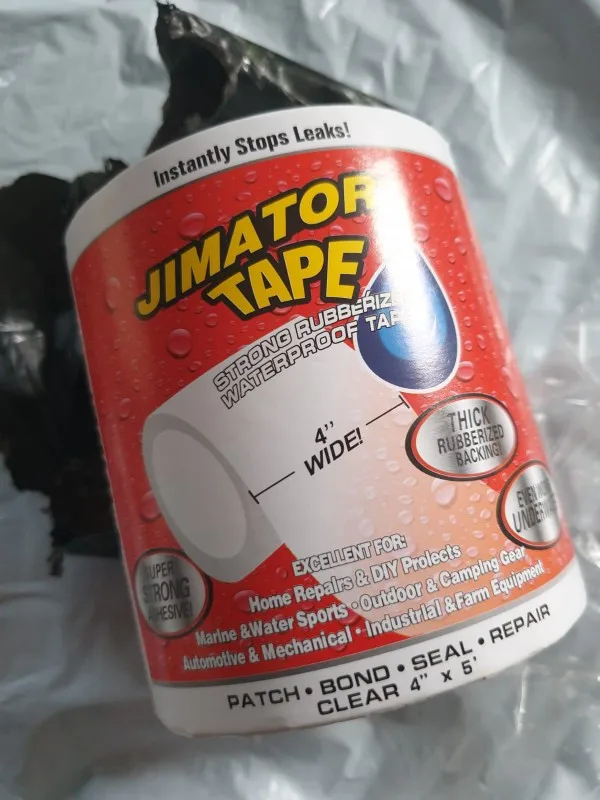 Instantly Stops Leaks!
JIMATOR
TAPE
STRONG RUBBERIZ
WATERPROOF TAP
4"
WIDE!
THICK
RUBBERIZED
BACKING!
SUPER
STRONG
ADHESIVE!
EXCELLENT FOR:
Home Repairs & DIY Projects
Marine &Water Sports • Outdoor & Camping Gear
Automotive & Mechanical • Industrial &Farm Equipment
PATCH • BOND • SEAL • REPAIR
CLEAR 4" x 5'